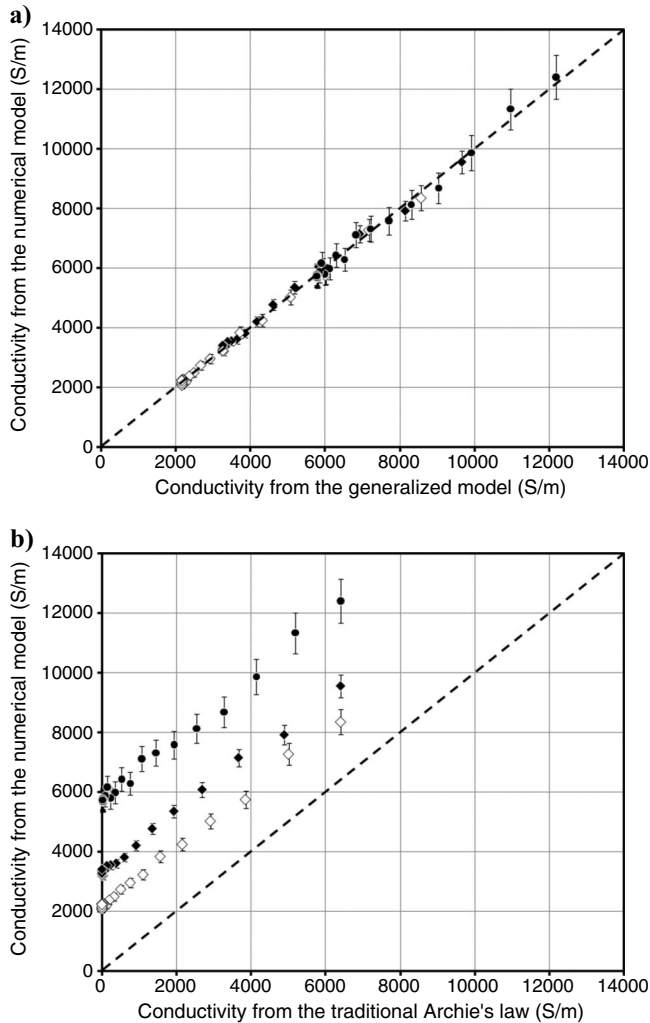 a)
14000
12000
10000
8000
6000
4000
2000
0
Conductivity from the numerical model (S/m)
0 2000 4000 6000 8000 10000 12000 14000
Conductivity from the generalized model (S/m)
b)
14000
12000
10000
8000
6000
4000
2000
0
Conductivity from the numerical model (S/m)
0 2000 4000 6000 8000 10000 12000 14000
Conductivity from the traditional Archie's law (S/m)